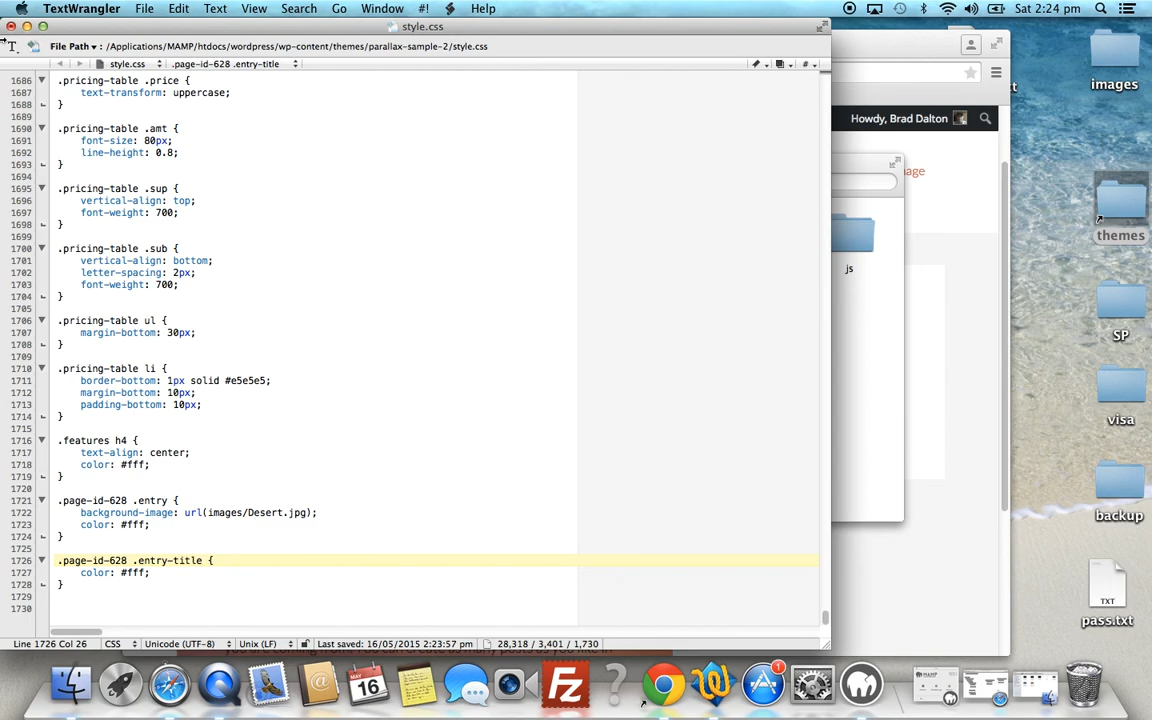 TextWrangler File Edit Text View Search Go Window #! Help Sat 2:24 pm
style.css
T File Path : /Applications/MAMP/htdocs/wordpress/wp-content/themes/parallax-sample-2/style.css
style.css .page-id-628 .entry-title #
1686 .pricing-table .price {
1687 text-transform: uppercase;
1688 }
1689
1690 .pricing-table .amt {
1691 font-size: 80px;
1692 line-height: 0.8;
1693 }
1694
1695 .pricing-table .sup {
1696 vertical-align: top;
1697 font-weight: 700;
1698 }
1699
1700 .pricing-table .sub {
1701 vertical-align: bottom;
1702 letter-spacing: 2px;
1703 font-weight: 700;
1704 }
1705
1706 .pricing-table ul {
1707 margin-bottom: 30px;
1708 }
1709
1710 .pricing-table li {
1711 border-bottom: 1px solid #e5e5e5;
1712 margin-bottom: 10px;
1713 padding-bottom: 10px;
1714 }
1715
1716 .features h4 {
1717 text-align: center;
1718 color: #fff;
1719 }
1720
1721 .page-id-628 .entry {
1722 background-image: url(images/Desert.jpg);
1723 color: #fff;
1724 }
1725
1726 .page-id-628 .entry-title {
1727 color: #fff;
1728 }
1729
1730
Line 1726 Col 26 CSS Unicode (UTF-8) Unix (LF) Last saved: 16/05/2015 2:23:57pm 28,318 / 3,401 / 1,730
Howdy, Brad Dalton
js
images
themes
SP
visa
backup
TXT
pass.txt
MAY
16
Fz
?
1